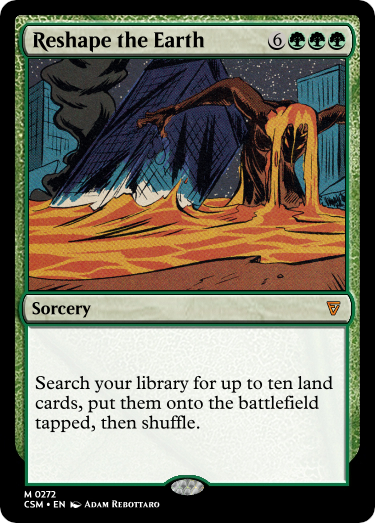 Reshape the Earth 6
Sorcery
Search your library for up to ten land
cards, put them onto the battlefield
tapped, then shuffle.
M 0272
CSM • EN Adam Rebottaro